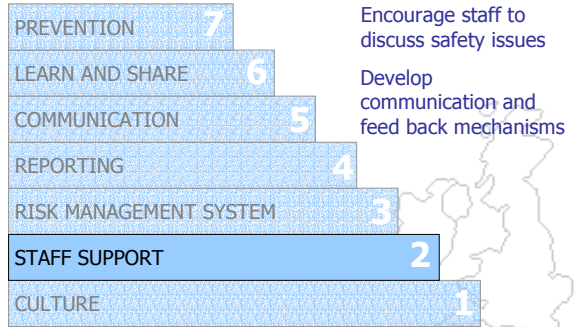 PREVENTION 7
LEARN AND SHARE 6
COMMUNICATION 5
REPORTING 4
RISK MANAGEMENT SYSTEM 3
STAFF SUPPORT 2
CULTURE 1
Encourage staff to
discuss safety issues
Develop
communication and
feed back mechanisms